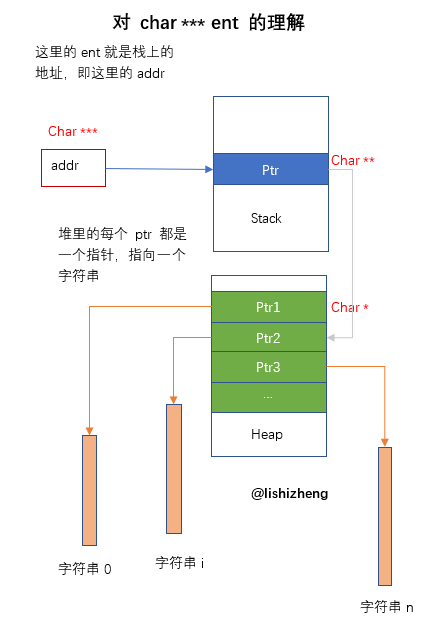 对 char *** ent 的理解
这里的 ent 就是栈上的
地址，即这里的 addr
Char ***
addr
Ptr
Char **
Stack
堆里的每个 ptr 都是
一个指针，指向一个
字符串
Ptr1
Char *
Ptr2
Ptr3
...
Heap
@lishizheng
字符串 0
字符串 i
字符串 n